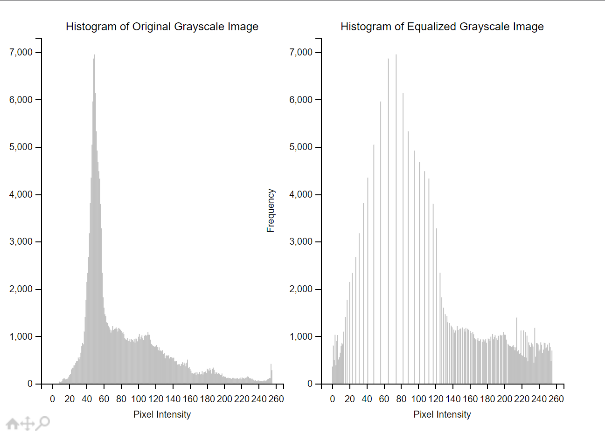 Histogram of Original Grayscale Image
7,000
6,000
5,000
4,000
3,000
2,000
1,000
0
0 20 40 60 80 100 120 140 160 180 200 220 240 260
Pixel Intensity
Histogram of Equalized Grayscale Image
Frequency
7,000
6,000
5,000
4,000
3,000
2,000
1,000
0
0 20 40 60 80 100 120 140 160 180 200 220 240 260
Pixel Intensity